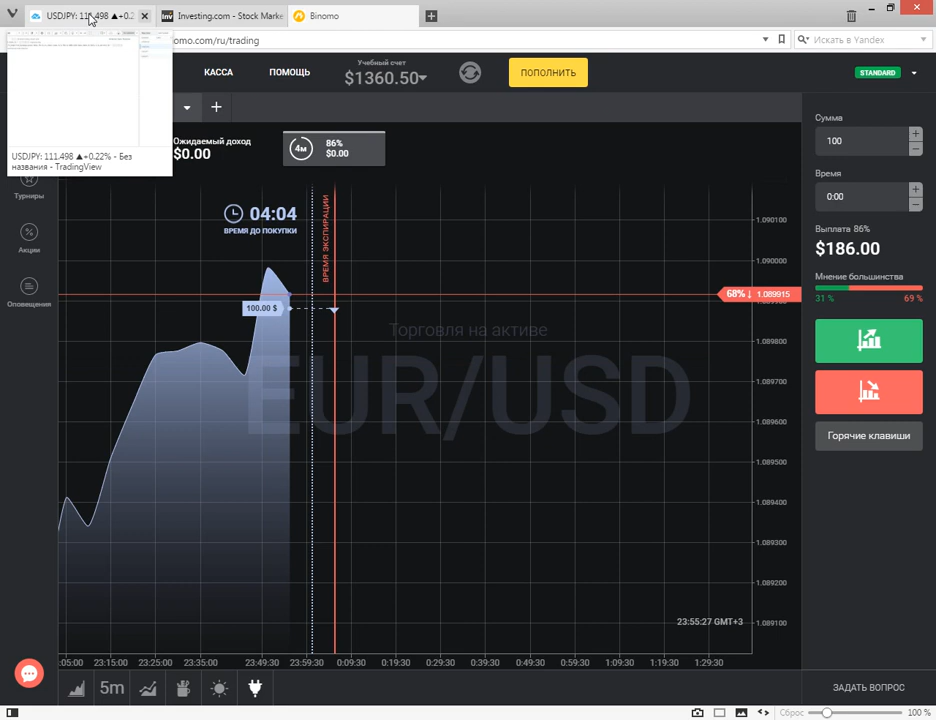 USDJPY: 111.498 ▲+0.2
Investing.com - Stock Marke
Binomo
omo.com/ru/trading
Искать в Yandex
USDJPY: 111.498 ▲+0.22% - Без
названия - TradingView
КАССА
ПОМОЩЬ
Учебный счет
$1360.50
ПОПОЛНИТЬ
STANDARD
Ожидаемый доход
$0.00
4м
86%
$0.00
Турниры
Акции
Оповещения
04:04
ВРЕМЯ ДО ПОКУПКИ
ВРЕМЯ ЭКСПИРАЦИИ
100.00 $
Торговля на активе
EUR/USD
68% ↓ 1.089915
1.090100
1.090000
1.089800
1.089700
1.089600
1.089500
1.089400
1.089300
1.089200
1.089100
23:55:27 GMT+3
:05:00 23:15:00 23:25:00 23:35:00 23:49:30 23:59:30 0:09:30 0:19:30 0:29:30 0:39:30 0:49:30 0:59:30 1:09:30 1:19:30 1:29:30
Сумма
100
Время
0:00
Выплата 86%
$186.00
Мнение большинства
31 % 69 %
Горячие клавиши
5m
ЗАДАТЬ ВОПРОС
Сброс
100 %